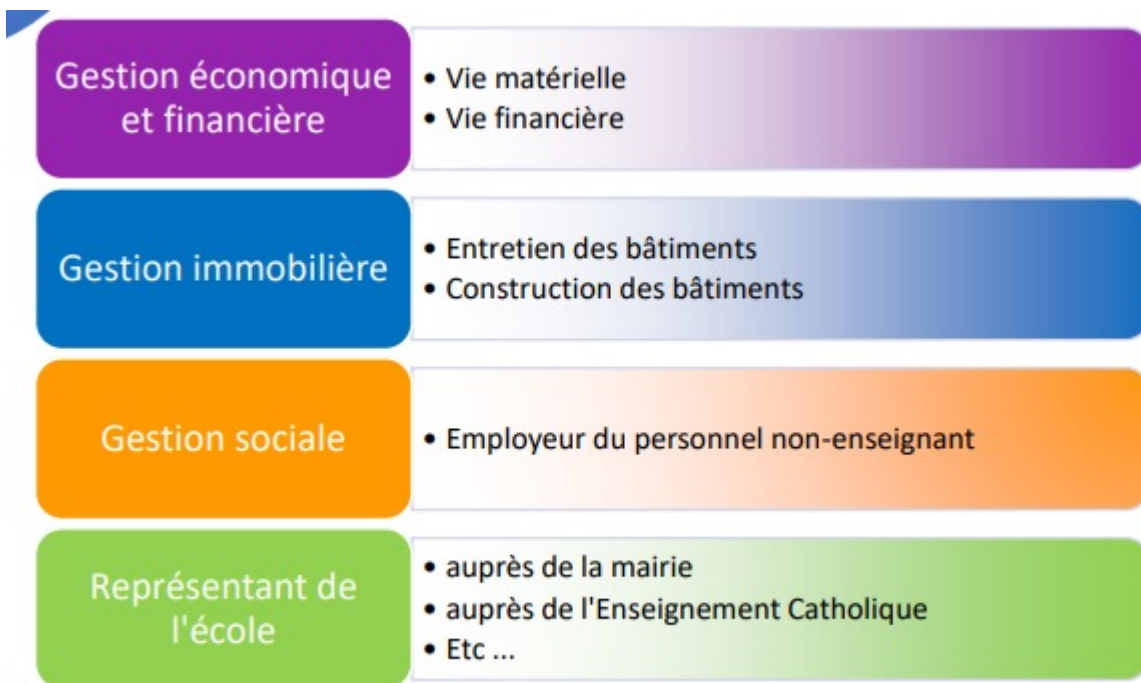 Gestion économique
et financière
• Vie matérielle
• Vie financière
Gestion immobilière
• Entretien des bâtiments
• Construction des bâtiments
Gestion sociale
• Employeur du personnel non-enseignant
Représentant de
l'école
• auprès de la mairie
• auprès de l'Enseignement Catholique
• Etc ...